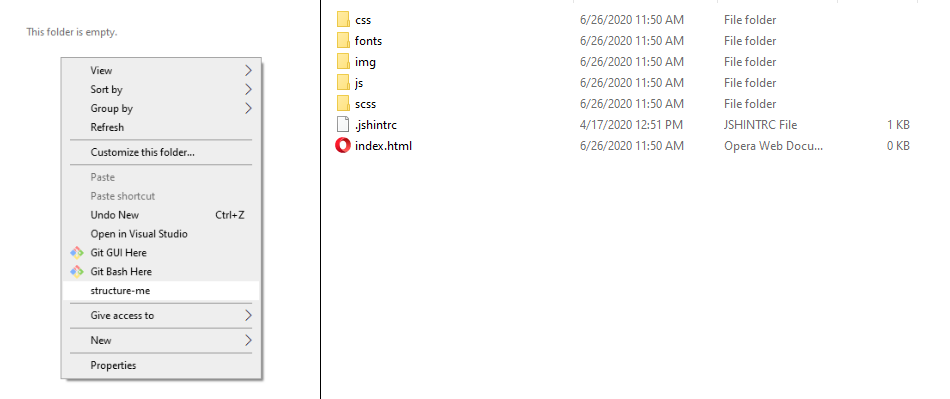 This folder is empty.
View
Sort by
Group by
Refresh
Customize this folder...
Paste
Paste shortcut
Undo New Ctrl+Z
Open in Visual Studio
Git GUI Here
Git Bash Here
structure-me
Give access to
New
Properties
css 6/26/2020 11:50 AM File folder
fonts 6/26/2020 11:50 AM File folder
img 6/26/2020 11:50 AM File folder
js 6/26/2020 11:50 AM File folder
scss 6/26/2020 11:50 AM File folder
.jshintrc 4/17/2020 12:51 PM JSHINTRC File 1 KB
index.html 6/26/2020 11:50 AM Opera Web Docu... 0 KB